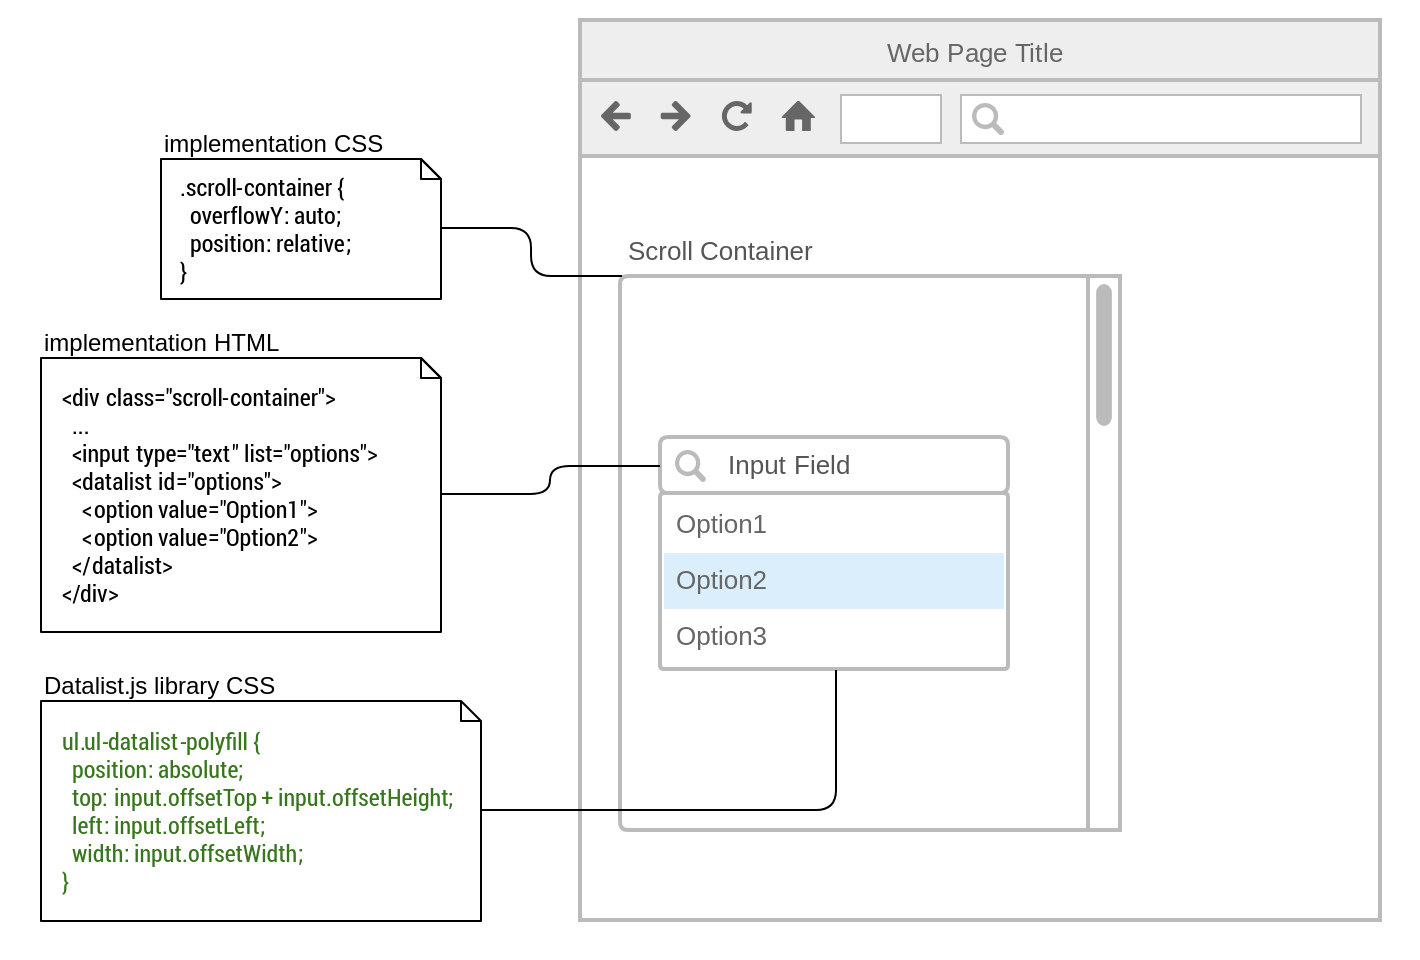 Web Page Title
implementation CSS
.scroll-container {
  overflowY: auto;
  position: relative;
}
Scroll Container
implementation HTML
<div class="scroll-container">
  ...
  <input type="text" list="options">
  <datalist id="options">
    <option value="Option1">
    <option value="Option2">
  </datalist>
</div>
Input Field
Option1
Option2
Option3
Datalist.js library CSS
ul.ul-datalist-polyfill {
  position: absolute;
  top: input.offsetTop + input.offsetHeight;
  left: input.offsetLeft;
  width: input.offsetWidth;
}